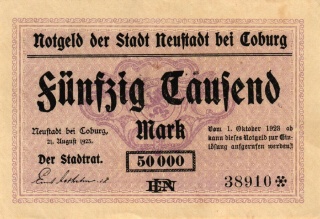 Notgeld der Stadt Neustadt bei Coburg
Fünfzig Tausend
Mark
Neustadt bei Coburg,
21. August 1923.
Der Stadtrat.
50000
Vom 1. Oktober 1923 ab
kann dieses Notgeld zur Ein-
lösung aufgerufen werden.
38910